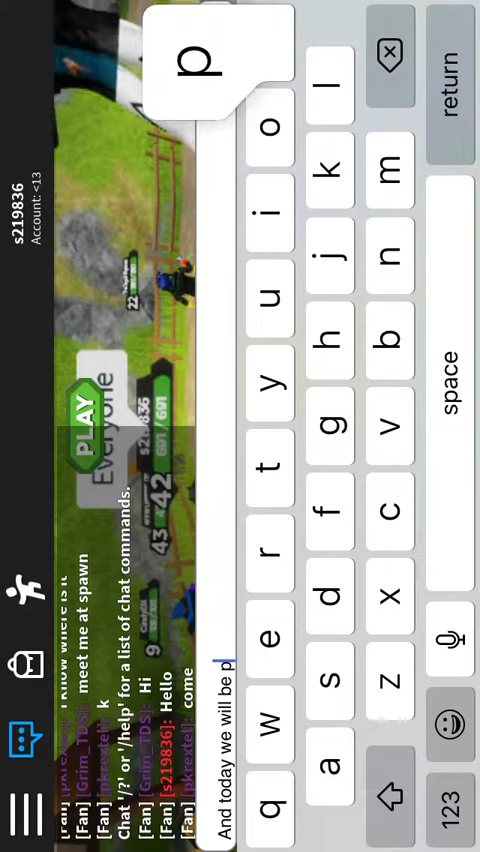 s219836
Account: <13
[Fan] [pkrextel]: I know where is it
[Fan] [Grim_TDS]: meet me at spawn
[Fan] [pkrextel]: k
Chat '/?' or '/help' for a list of chat commands.
[Fan] [Grim_TDS]: Hi
[Fan] [s219836]: Hello
[Fan] [pkrextel]: come
PLAY
Everyone
9 CandyGX
43
42
691/691
22
And today we will be p
p
q w e r t y u i o
a s d f g h j k l
z x c v b n m
123 space return